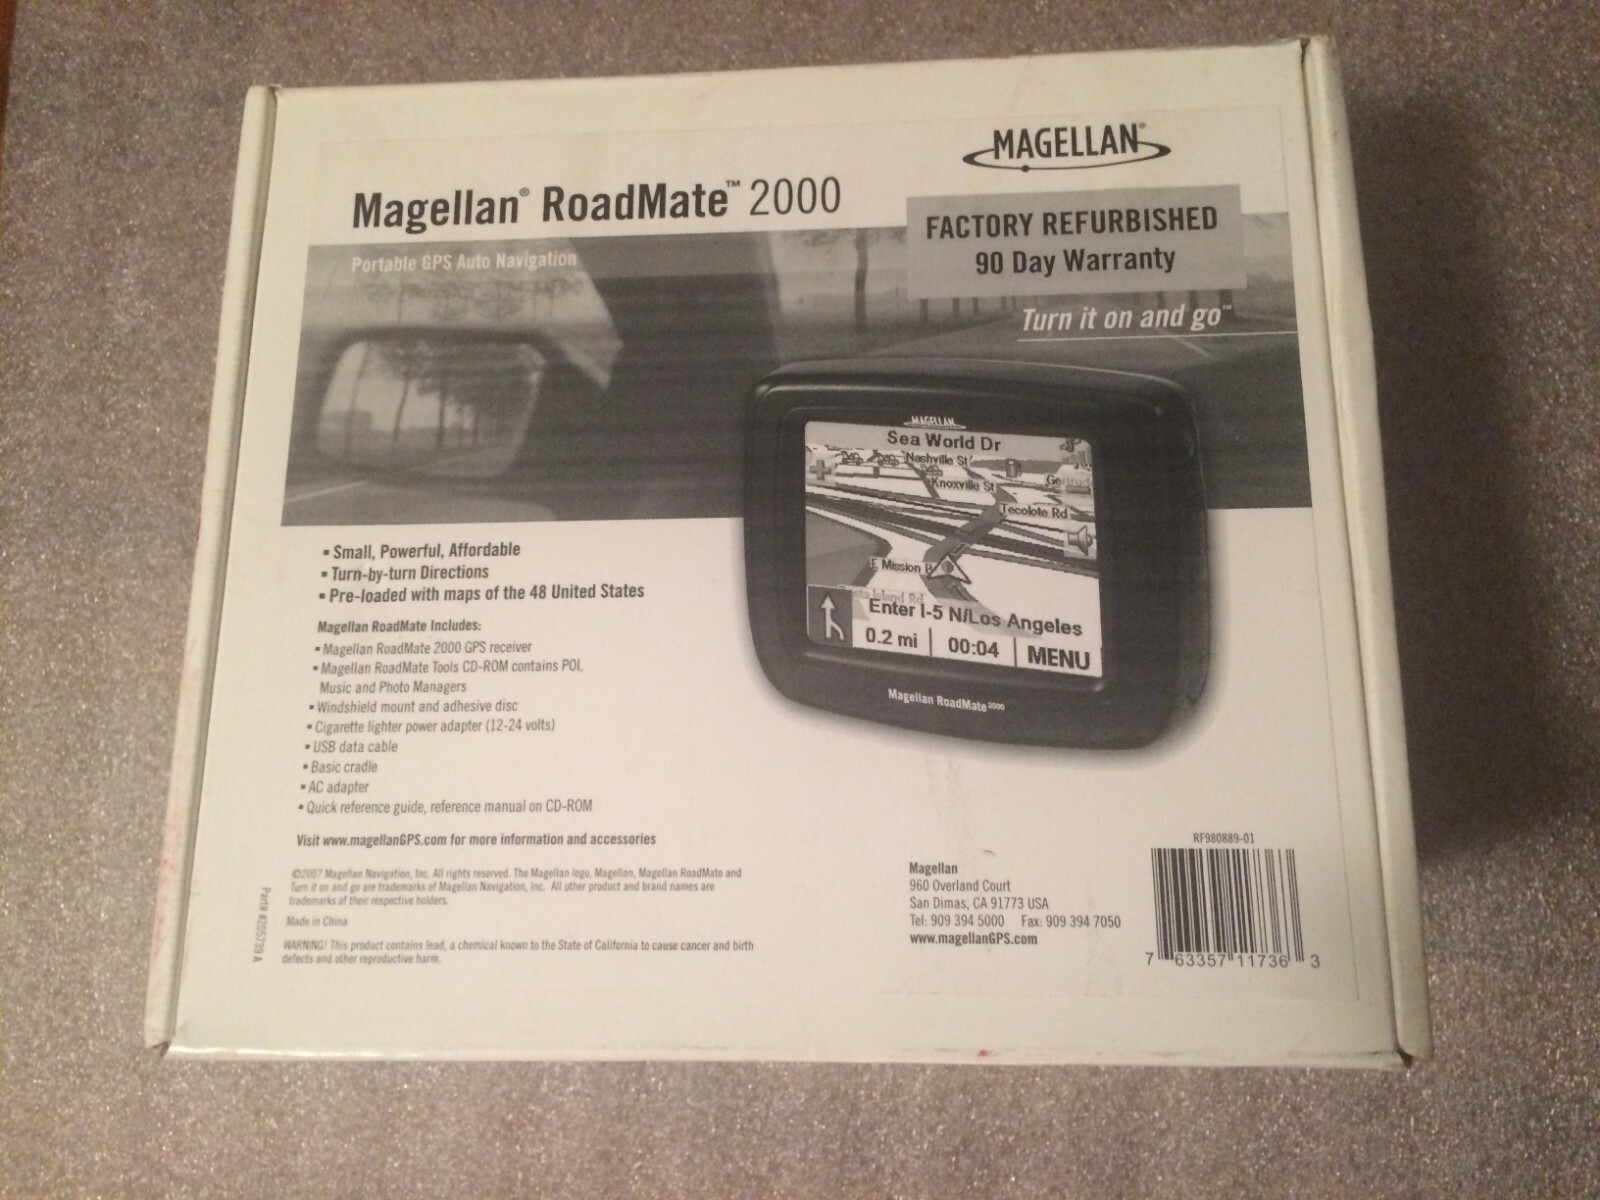 MAGELLAN®
Magellan® RoadMate™ 2000
FACTORY REFURBISHED
90 Day Warranty
Portable GPS Auto Navigation
Turn it on and go™
MAGELLAN
Sea World Dr
Nashville St
Knoxville St
Tecolote Rd
E Mission
Island Rd
Enter I-5 N/Los Angeles
0.2 mi
00:04
MENU
Magellan RoadMate 2000
▪ Small, Powerful, Affordable
▪ Turn-by-turn Directions
▪ Pre-loaded with maps of the 48 United States
Magellan RoadMate Includes:
▪ Magellan RoadMate 2000 GPS receiver
▪ Magellan RoadMate Tools CD-ROM contains POI,
Music and Photo Managers
▪ Windshield mount and adhesive disc
▪ Cigarette lighter power adapter (12-24 volts)
▪ USB data cable
▪ Basic cradle
▪ AC adapter
▪ Quick reference guide, reference manual on CD-ROM
Visit www.magellanGPS.com for more information and accessories
©2007 Magellan Navigation, Inc. All rights reserved. The Magellan logo, Magellan, Magellan RoadMate and
Turn it on and go are trademarks of Magellan Navigation, Inc. All other product and brand names are
trademarks of their respective holders.
Made in China
WARNING! This product contains lead, a chemical known to the State of California to cause cancer and birth
defects and other reproductive harm.
Part# #205739 A
Magellan
960 Overland Court
San Dimas, CA 91773 USA
Tel: 909 394 5000 Fax: 909 394 7050
www.magellanGPS.com
RF980889-01
7 63357 11736 3